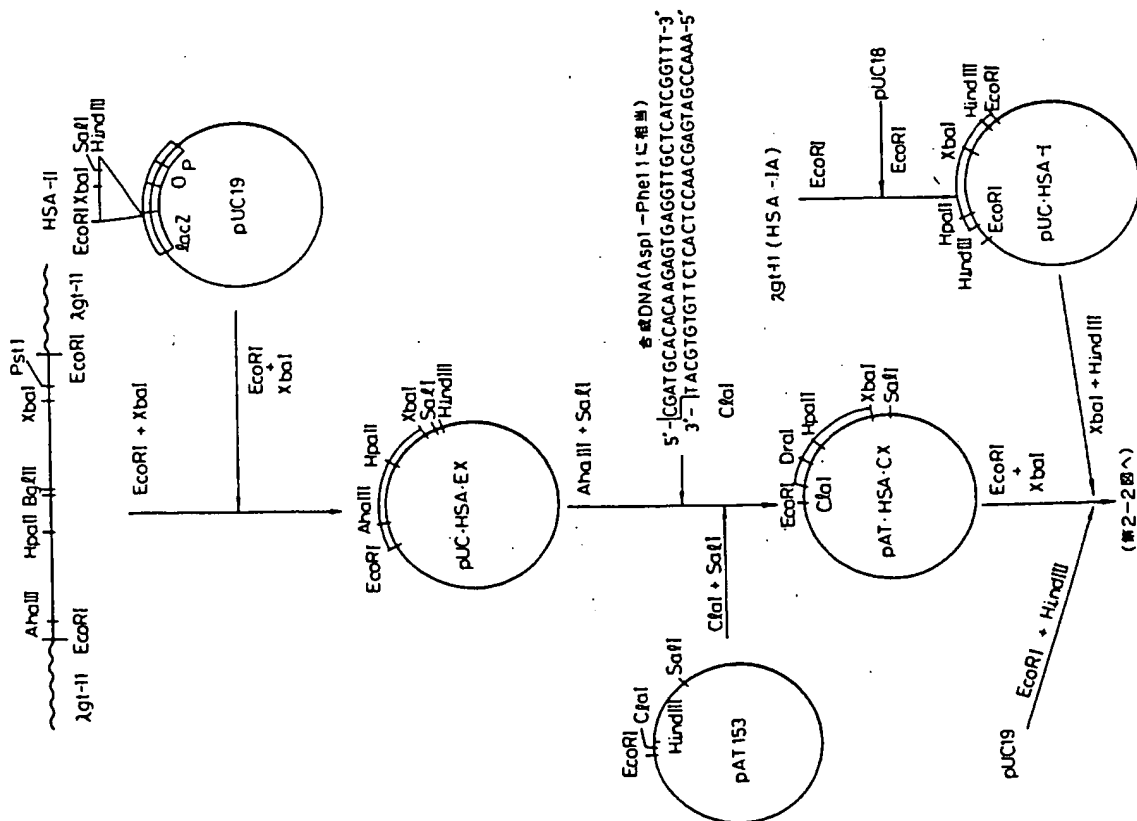 λgt-11
EcoRI
AhaIII
HpaII
BglII
XbaI
PstI
EcoRI
λgt-11
HSA-II
EcoRI
XbaI
SalI
HindIII
lacZ
O
P
pUC19
EcoRI + XbaI
EcoRI
+
XbaI
EcoRI
AhaIII
HpaII
XbaI
SalI
HindIII
pUC·HSA·EX
AhaIII + SalI
合成DNA(Asp1-Phe11に相当)
5'-CGATGCACACAAGAGTGAGGTTGCTCATCGGTTT-3'
3'-TACGTGTGTTCTCACTCCAACGAGTAGCCAAA-5'
ClaI
EcoRI
ClaI
HindIII
SalI
pAT153
ClaI + SalI
EcoRI
ClaI
DraI
HpaII
XbaI
SalI
pAT·HSA·CX
λgt-11 (HSA-1A)
EcoRI
pUC18
EcoRI
HindIII
HpaII
EcoRI
XbaI
HindIII
EcoRI
pUC·HSA-I
pUC19
EcoRI + HindIII
EcoRI
+
XbaI
XbaI + HindIII
(第2-2図へ)